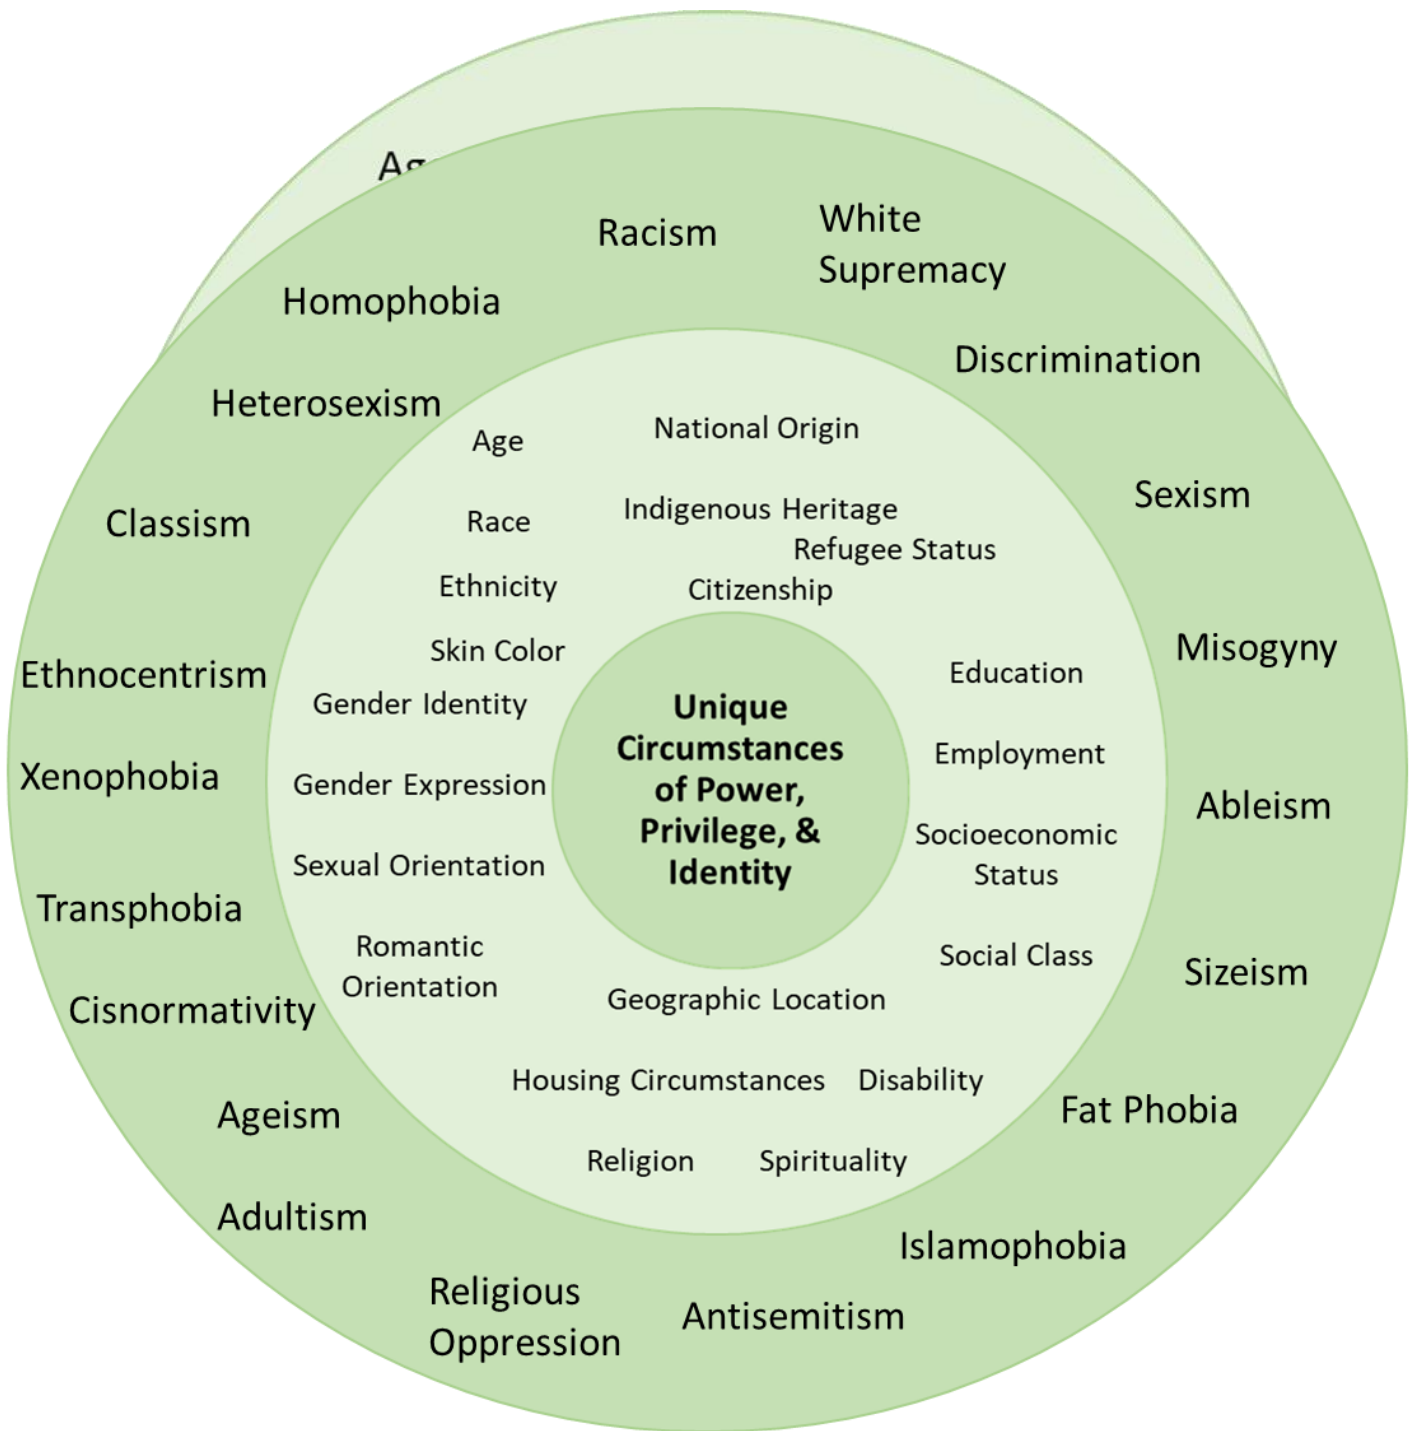 Racism
White
Supremacy
Homophobia
Discrimination
Heterosexism
Sexism
Classism
Misogyny
Ethnocentrism
Xenophobia
Ableism
Transphobia
Sizeism
Cisnormativity
Fat Phobia
Ageism
Adultism
Islamophobia
Religious
Oppression
Antisemitism
Age
National Origin
Race
Indigenous Heritage
Refugee Status
Ethnicity
Citizenship
Skin Color
Education
Gender Identity
Employment
Gender Expression
Socioeconomic
Status
Sexual Orientation
Romantic
Orientation
Social Class
Geographic Location
Housing Circumstances
Disability
Religion
Spirituality
Unique
Circumstances
of Power,
Privilege, &
Identity